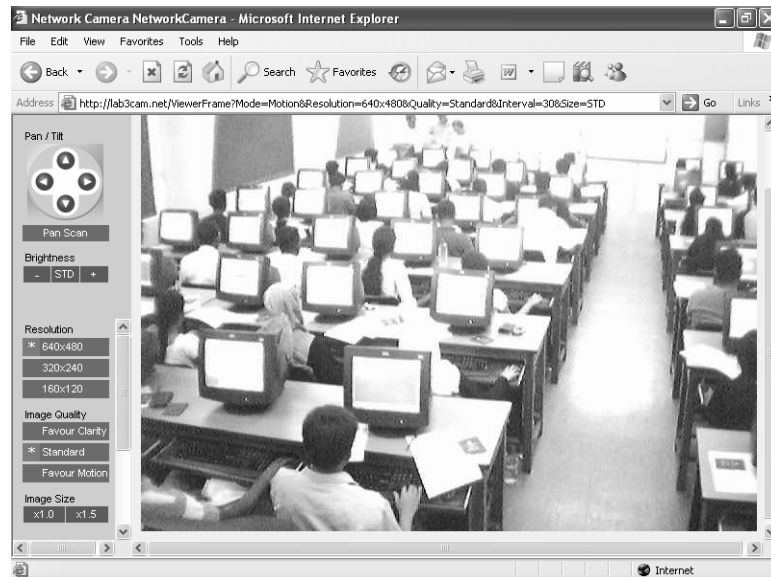 Network Camera NetworkCamera - Microsoft Internet Explorer
File Edit View Favorites Tools Help
Back Search Favorites
Address http://lab3cam.net/ViewerFrame?Mode=Motion&Resolution=640x480&Quality=Standard&Interval=30&Size=STD Go Links
Pan / Tilt
Pan Scan
Brightness
- STD +
Resolution
* 640x480
320x240
160x120
Image Quality
Favour Clarity
* Standard
Favour Motion
Image Size
x1.0 x1.5
Internet